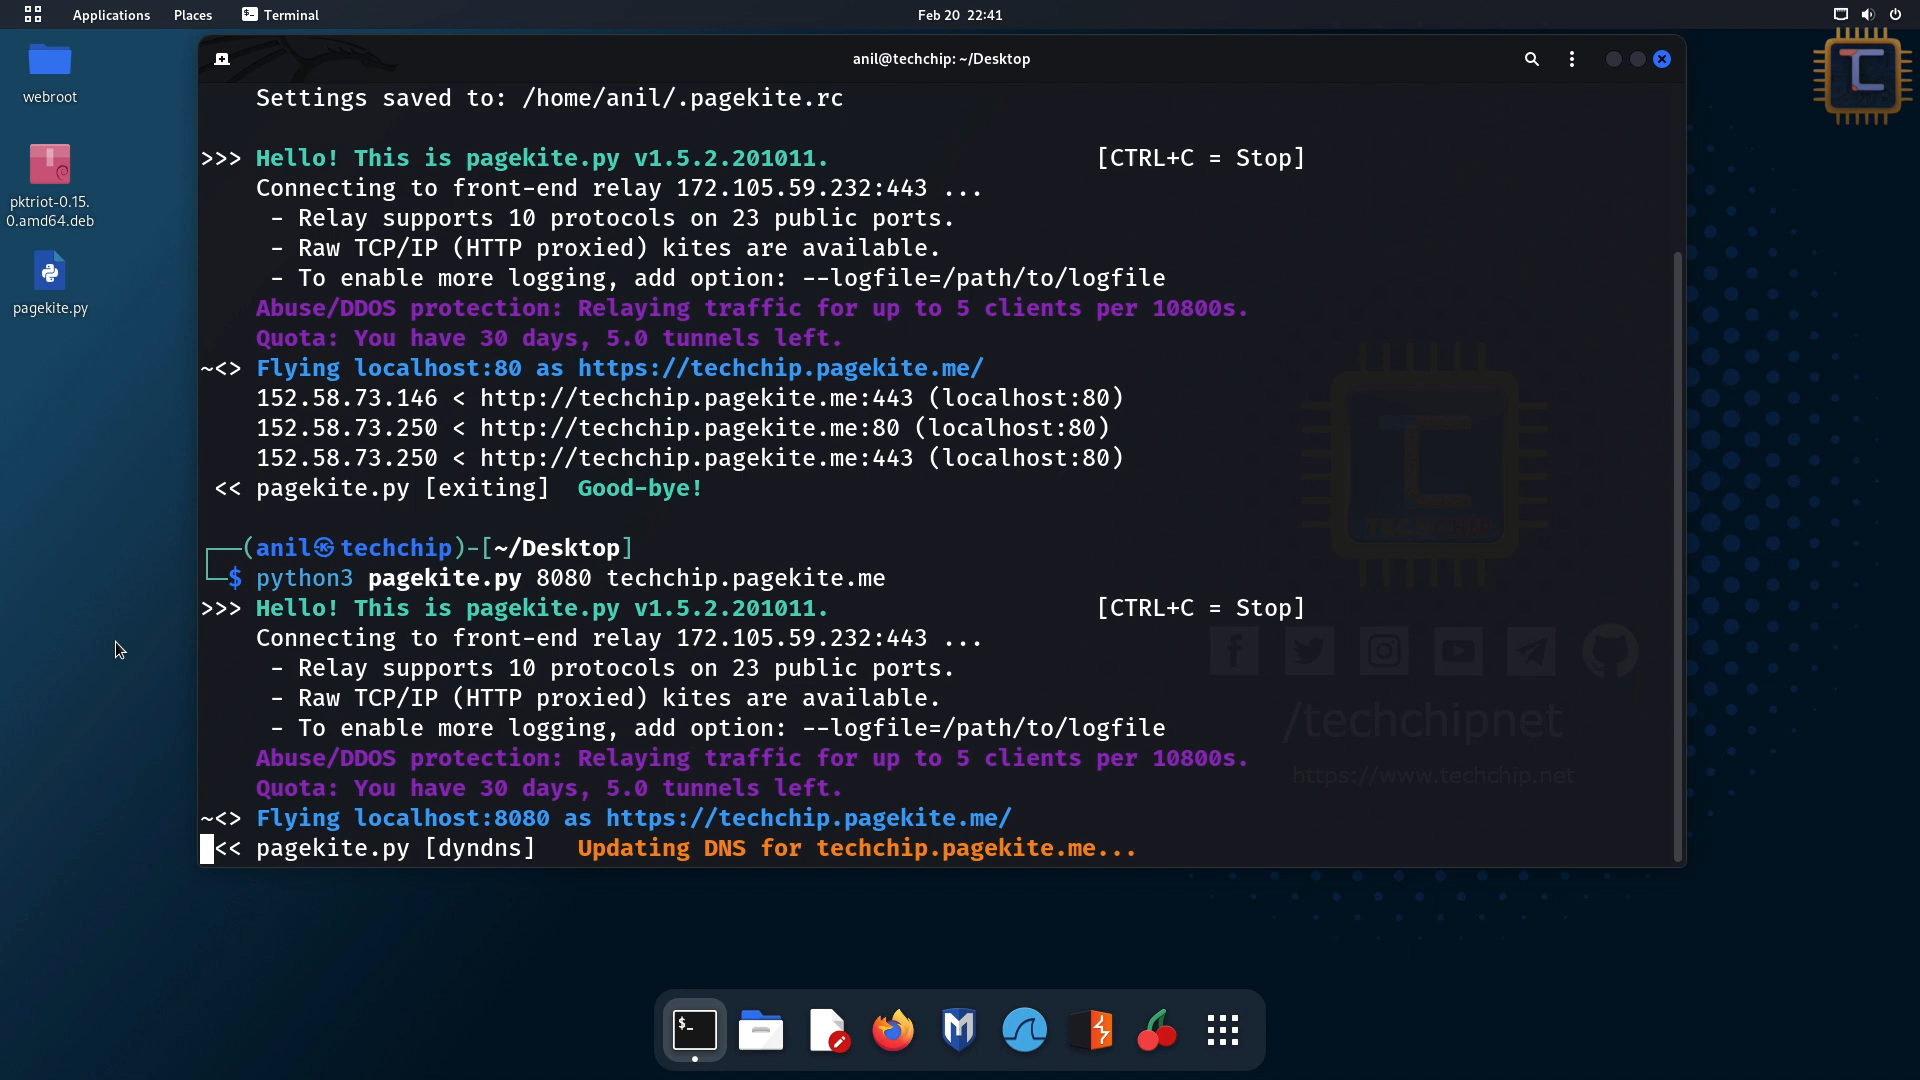 Applications Places Terminal Feb 20 22:41
anil@techchip: ~/Desktop
webroot
pktriot-0.15.
0.amd64.deb
pagekite.py
Settings saved to: /home/anil/.pagekite.rc
>>> Hello! This is pagekite.py v1.5.2.201011. [CTRL+C = Stop]
Connecting to front-end relay 172.105.59.232:443 ...
- Relay supports 10 protocols on 23 public ports.
- Raw TCP/IP (HTTP proxied) kites are available.
- To enable more logging, add option: --logfile=/path/to/logfile
Abuse/DDOS protection: Relaying traffic for up to 5 clients per 10800s.
Quota: You have 30 days, 5.0 tunnels left.
~<> Flying localhost:80 as https://techchip.pagekite.me/
152.58.73.146 < http://techchip.pagekite.me:443 (localhost:80)
152.58.73.250 < http://techchip.pagekite.me:80 (localhost:80)
152.58.73.250 < http://techchip.pagekite.me:443 (localhost:80)
<< pagekite.py [exiting] Good-bye!
┌──(anil㉿techchip)-[~/Desktop]
└─$ python3 pagekite.py 8080 techchip.pagekite.me
>>> Hello! This is pagekite.py v1.5.2.201011. [CTRL+C = Stop]
Connecting to front-end relay 172.105.59.232:443 ...
- Relay supports 10 protocols on 23 public ports.
- Raw TCP/IP (HTTP proxied) kites are available.
- To enable more logging, add option: --logfile=/path/to/logfile
Abuse/DDOS protection: Relaying traffic for up to 5 clients per 10800s.
Quota: You have 30 days, 5.0 tunnels left.
~<> Flying localhost:8080 as https://techchip.pagekite.me/
<< pagekite.py [dyndns] Updating DNS for techchip.pagekite.me...
/techchipnet
https://www.techchip.net